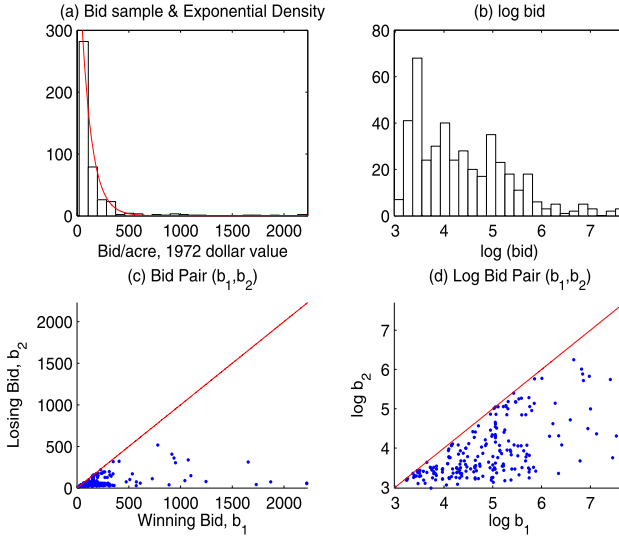 (a) Bid sample & Exponential Density
300
200
100
0
0 500 1000 1500 2000
Bid/acre, 1972 dollar value
(b) log bid
80
60
40
20
0
3 4 5 6 7
log (bid)
(c) Bid Pair (b₁,b₂)
Losing Bid, b₂
2000
1500
1000
500
0
0 500 1000 1500 2000
Winning Bid, b₁
(d) Log Bid Pair (b₁,b₂)
log b₂
7
6
5
4
3
3 4 5 6 7
log b₁